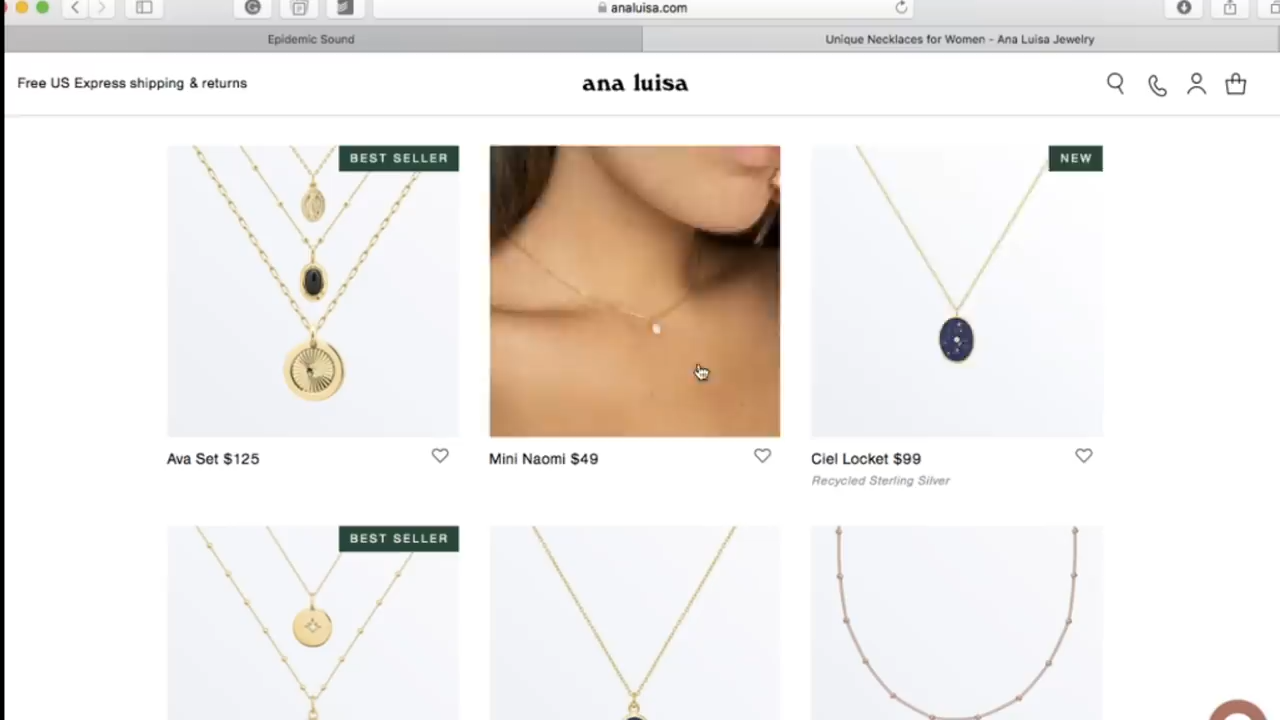 analuisa.com
Epidemic Sound
Unique Necklaces for Women - Ana Luisa Jewelry
Free US Express shipping & returns
ana luisa
BEST SELLER
NEW
Ava Set $125
Mini Naomi $49
Ciel Locket $99
Recycled Sterling Silver
BEST SELLER